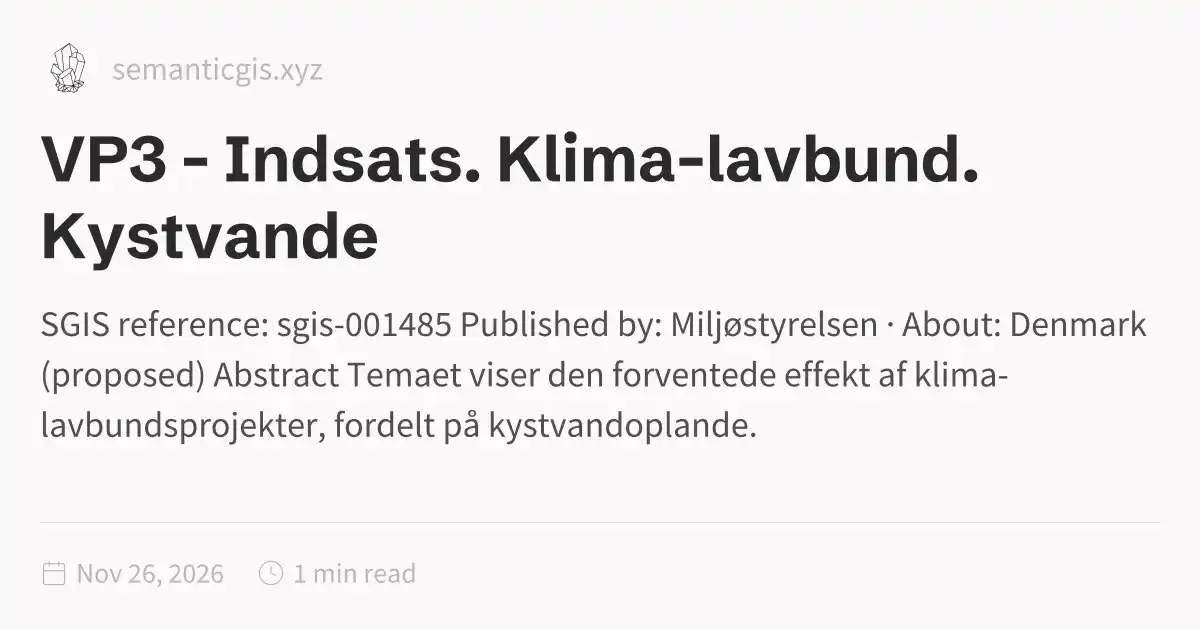 semanticgis.xyz
VP3 - Indsats. Klima-lavbund.
Kystvande
SGIS reference: sgis-001485 Published by: Miljøstyrelsen · About: Denmark
(proposed) Abstract Temaet viser den forventede effekt af klima-
lavbundsprojekter, fordelt på kystvandoplande.
Nov 26, 2026 1 min read